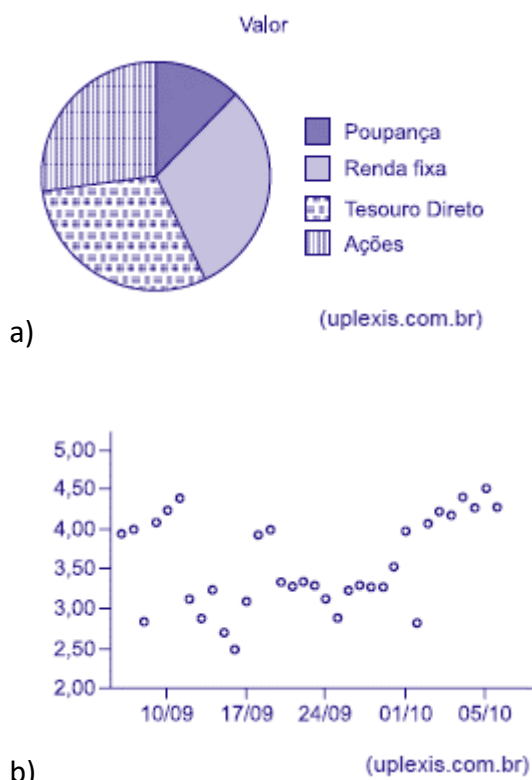 Valor
Poupança
Renda fixa
Tesouro Direto
Ações
(uplexis.com.br)
a)
5,00
4,50
4,00
3,50
3,00
2,50
2,00
10/09 17/09 24/09 01/10 05/10
(uplexis.com.br)
b)